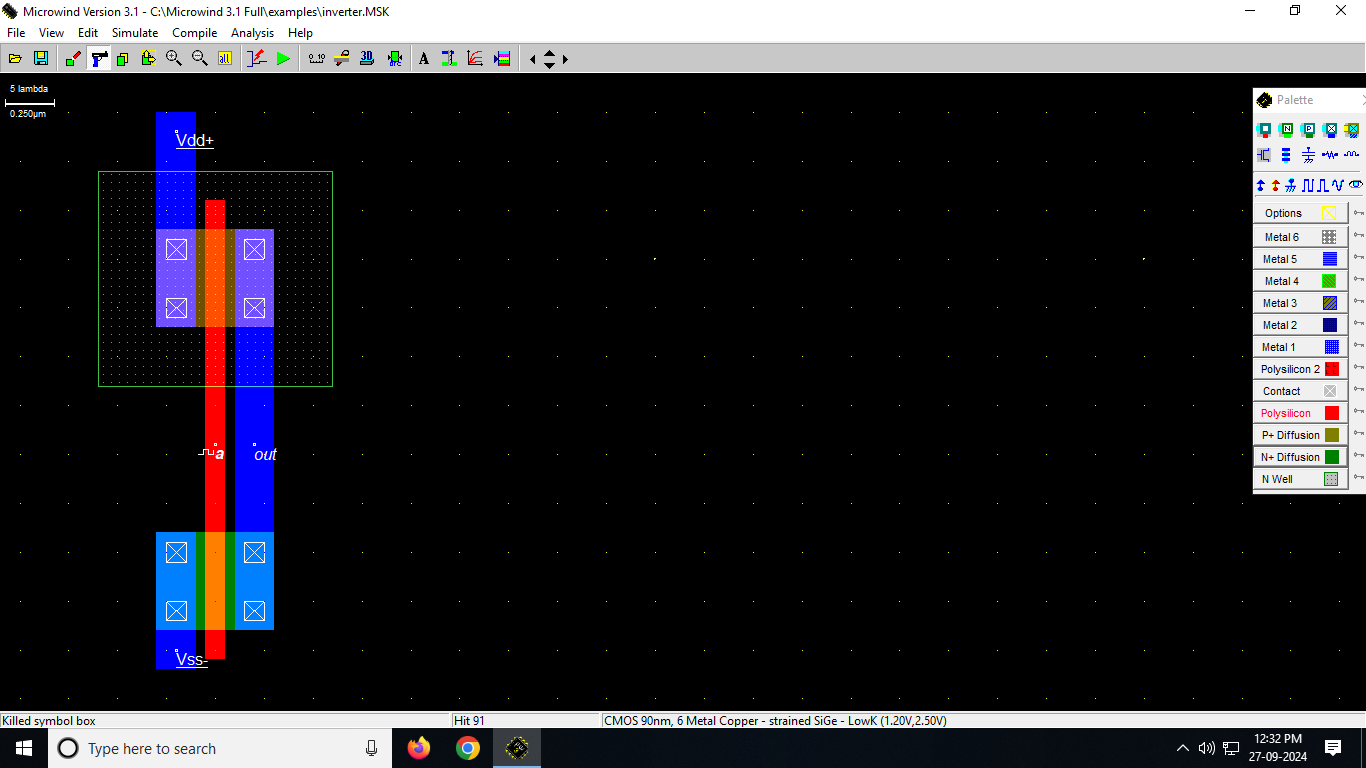 Microwind Version 3.1 - C:\Microwind 3.1 Full\examples\inverter.MSK
File View Edit Simulate Compile Analysis Help
5 lambda
0.250µm
Palette
Vdd+
Options
Metal 6
Metal 5
Metal 4
Metal 3
Metal 2
Metal 1
Polysilicon 2
Contact
Polysilicon
P+ Diffusion
N+ Diffusion
N Well
a out
Vss-
Killed symbol box Hit 91 CMOS 90nm, 6 Metal Copper - strained SiGe - LowK (1.20V,2.50V)
Type here to search
12:32 PM
27-09-2024